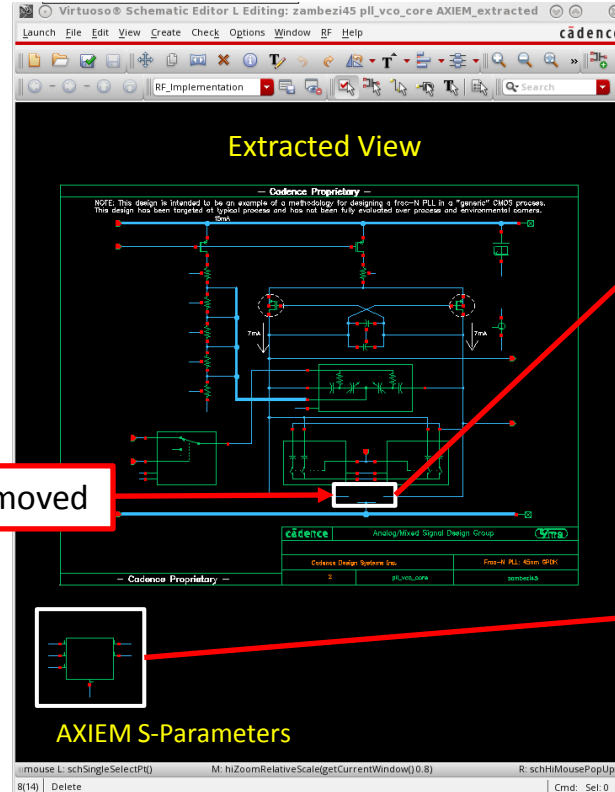 Virtuoso® Schematic Editor L Editing: zambezi45 pll_vco_core AXIEM_extracted
Launch File Edit View Create Check Options Window RF Help
cādence
RF_Implementation
Search
Extracted View
— Cadence Proprietary —
NOTE: This design is intended to be an example of a methodology for designing a frac-N PLL in a "generic" CMOS process.
This design has been targeted at typical process and has not been fully evaluated over process and environmental corners.
15mA
7mA
7mA
moved
cādence
Analog/Mixed Signal Design Group
Cadence Design Systems Inc.
Frac-N PLL: 45nm GPDK
2
pll_vco_core
zambezi45
— Cadence Proprietary —
AXIEM S-Parameters
mouse L: schSingleSelectPt()
M: hiZoomRelativeScale(getCurrentWindow() 0.8)
R: schHiMousePopUp
8(14)
Delete
Cmd: Sel: 0